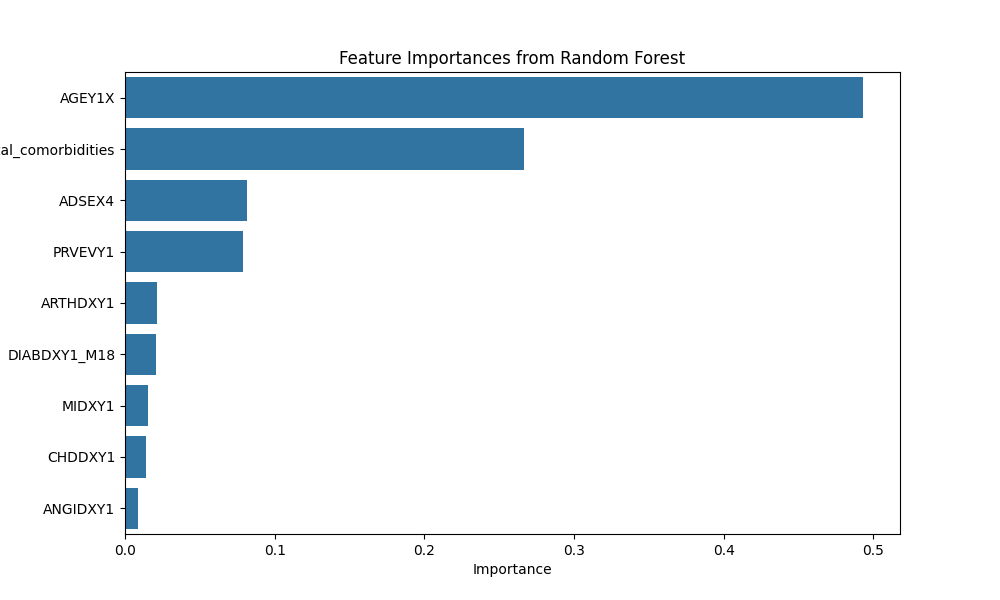 Feature Importances from Random Forest
AGEY1X
al_comorbidities
ADSEX4
PRVEVY1
ARTHDXY1
DIABDXY1_M18
MIDXY1
CHDDXY1
ANGIDXY1
0.0 0.1 0.2 0.3 0.4 0.5
Importance